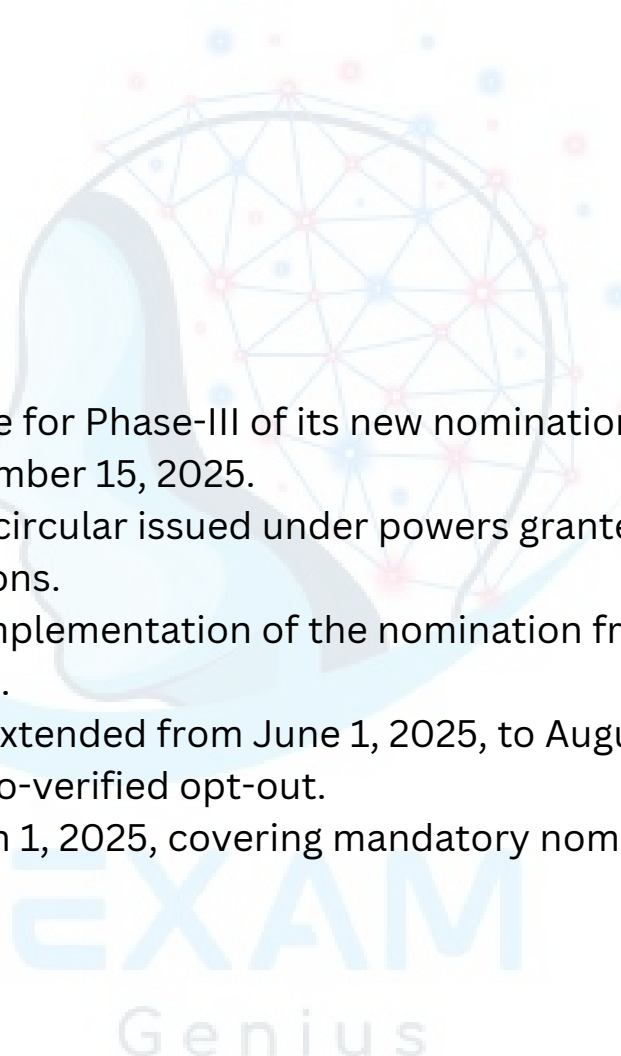 e for Phase-III of its new nomination
mber 15, 2025.
circular issued under powers grante
ons.
mplementation of the nomination fr
.
xtended from June 1, 2025, to Augu
o-verified opt-out.
h 1, 2025, covering mandatory nom
EXAM
Genius